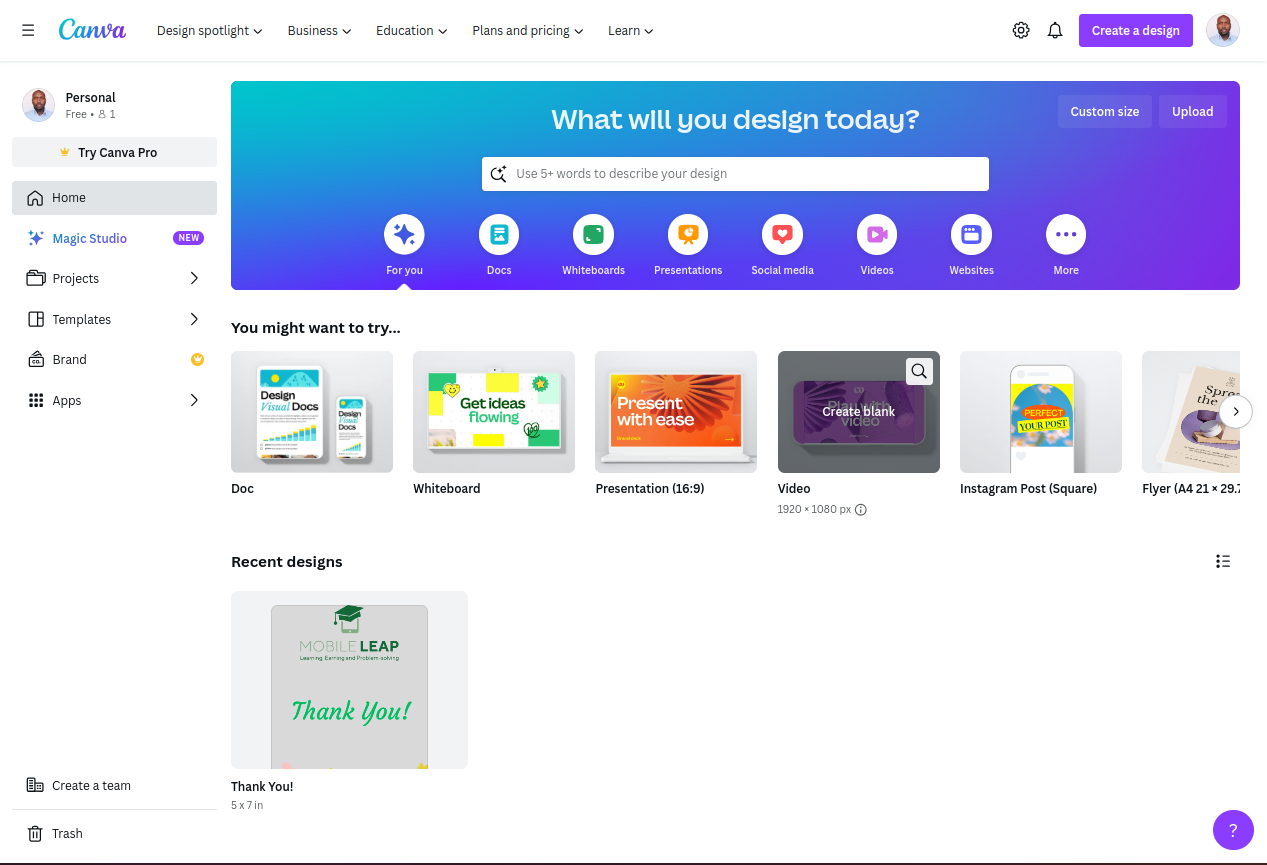 Canva
Design spotlight
Business
Education
Plans and pricing
Learn
Create a design
Personal
Free • 1
Try Canva Pro
Home
Magic Studio
NEW
Projects
Templates
Brand
Apps
Create a team
Trash
What will you design today?
Custom size
Upload
Use 5+ words to describe your design
For you
Docs
Whiteboards
Presentations
Social media
Videos
Websites
More
You might want to try...
Design
Visual Docs
Design
Visual
Docs
Doc
Get ideas
flowing
Whiteboard
Present
with ease
Presentation (16:9)
Play with
video
Create blank
Video
1920 × 1080 px
PERFECT
YOUR POST
Instagram Post (Square)
Spre
the
Flyer (A4 21 × 29.7
Recent designs
MOBILE LEAP
Learning, Earning and Problem-solving
Thank You!
Thank You!
5 x 7 in
?